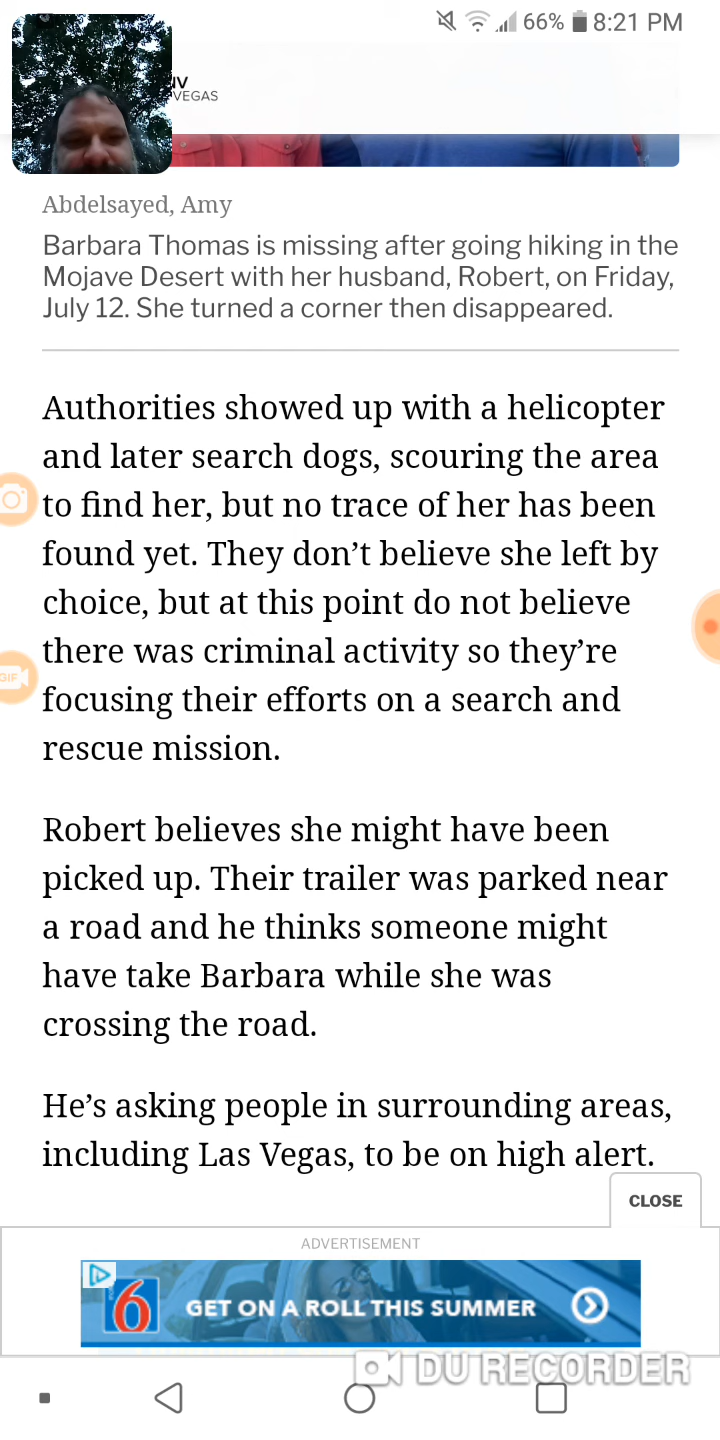 66% 8:21 PM
NV
VEGAS
Abdelsayed, Amy
Barbara Thomas is missing after going hiking in the
Mojave Desert with her husband, Robert, on Friday,
July 12. She turned a corner then disappeared.
Authorities showed up with a helicopter
and later search dogs, scouring the area
to find her, but no trace of her has been
found yet. They don’t believe she left by
choice, but at this point do not believe
there was criminal activity so they’re
focusing their efforts on a search and
rescue mission.
Robert believes she might have been
picked up. Their trailer was parked near
a road and he thinks someone might
have take Barbara while she was
crossing the road.
He’s asking people in surrounding areas,
including Las Vegas, to be on high alert.
CLOSE
ADVERTISEMENT
6 GET ON A ROLL THIS SUMMER
DU RECORDER
GIF